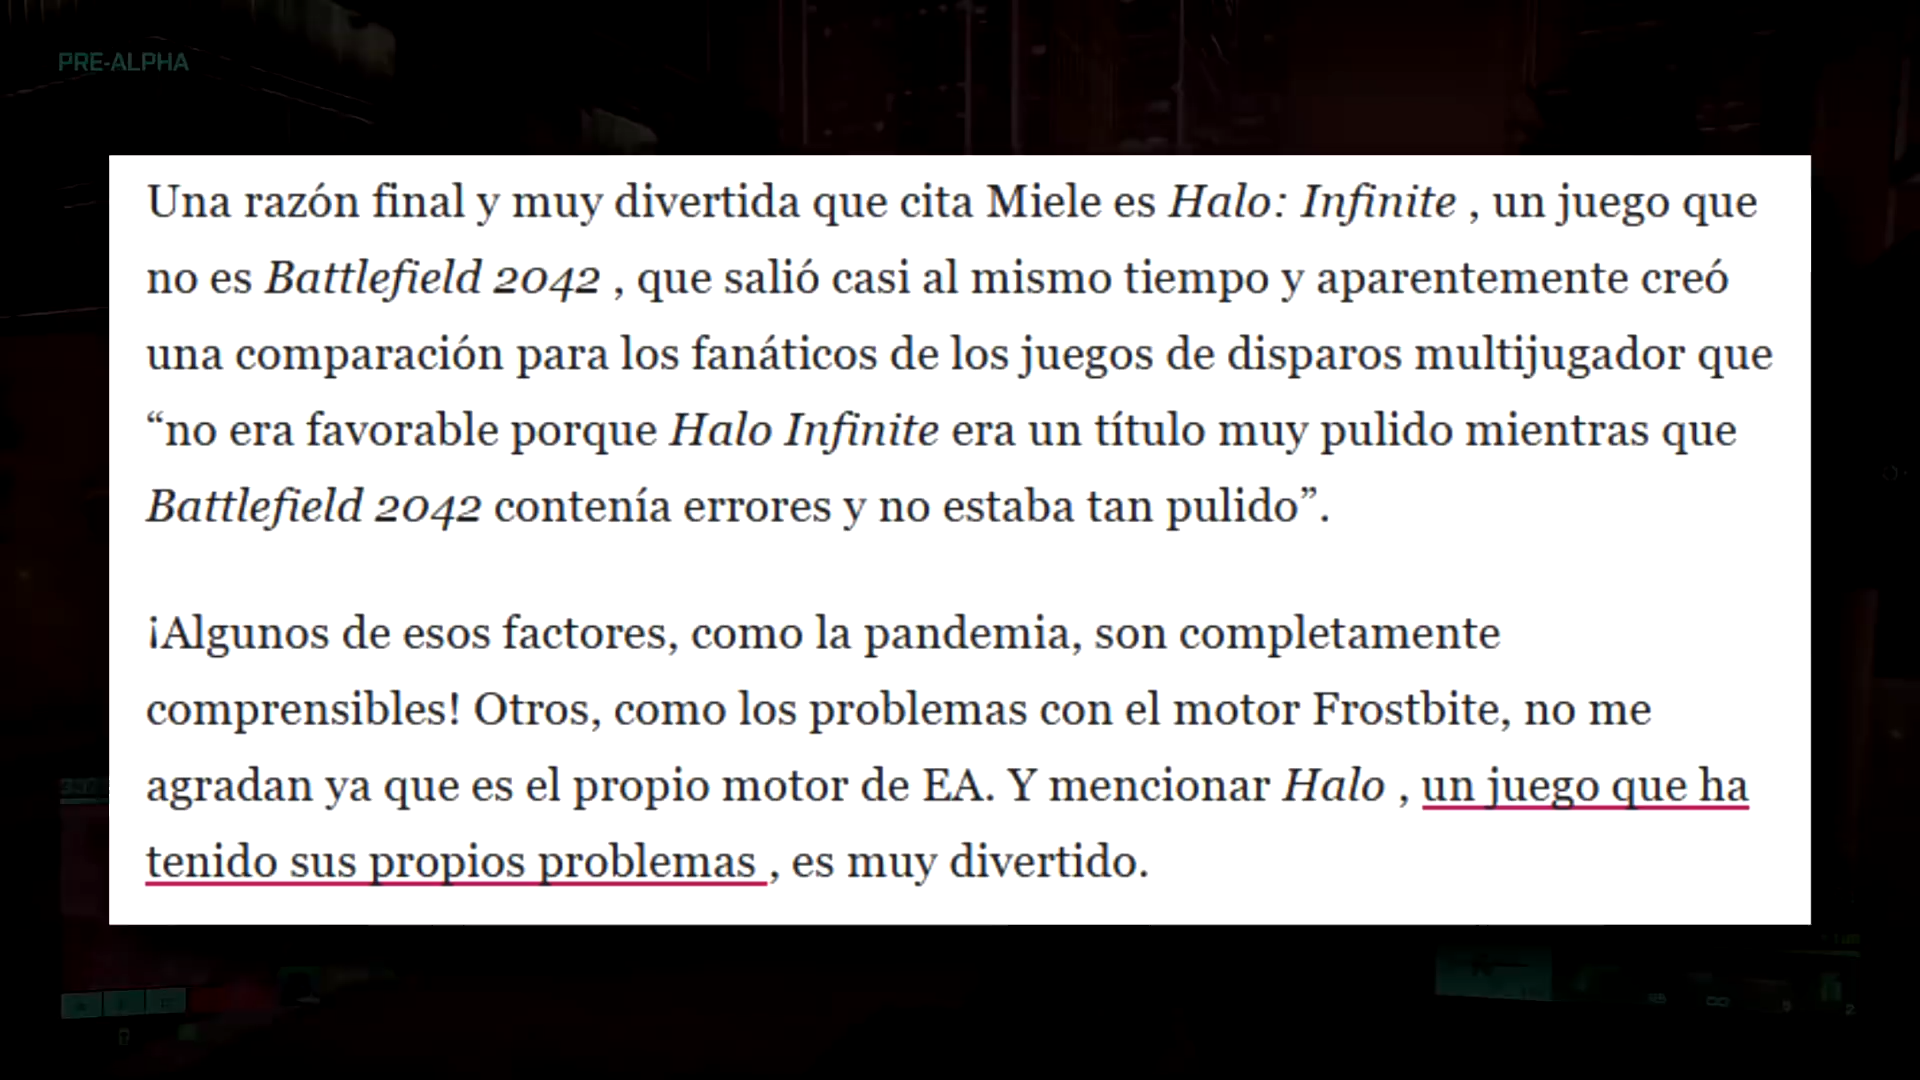 PRE-ALPHA
Una razón final y muy divertida que cita Miele es Halo: Infinite , un juego que
no es Battlefield 2042 , que salió casi al mismo tiempo y aparentemente creó
una comparación para los fanáticos de los juegos de disparos multijugador que
“no era favorable porque Halo Infinite era un título muy pulido mientras que
Battlefield 2042 contenía errores y no estaba tan pulido”.
¡Algunos de esos factores, como la pandemia, son completamente
comprensibles! Otros, como los problemas con el motor Frostbite, no me
agradan ya que es el propio motor de EA. Y mencionar Halo , un juego que ha
tenido sus propios problemas , es muy divertido.